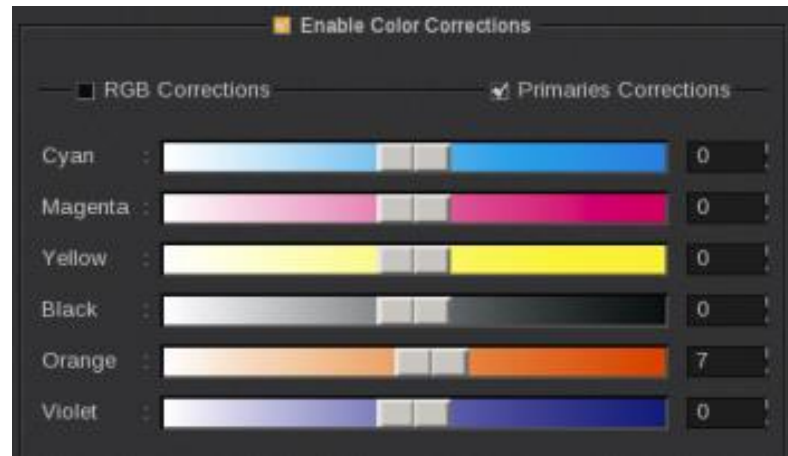 Enable Color Corrections
RGB Corrections
Primaries Corrections
Cyan : 0
Magenta : 0
Yellow : 0
Black : 0
Orange : 7
Violet : 0